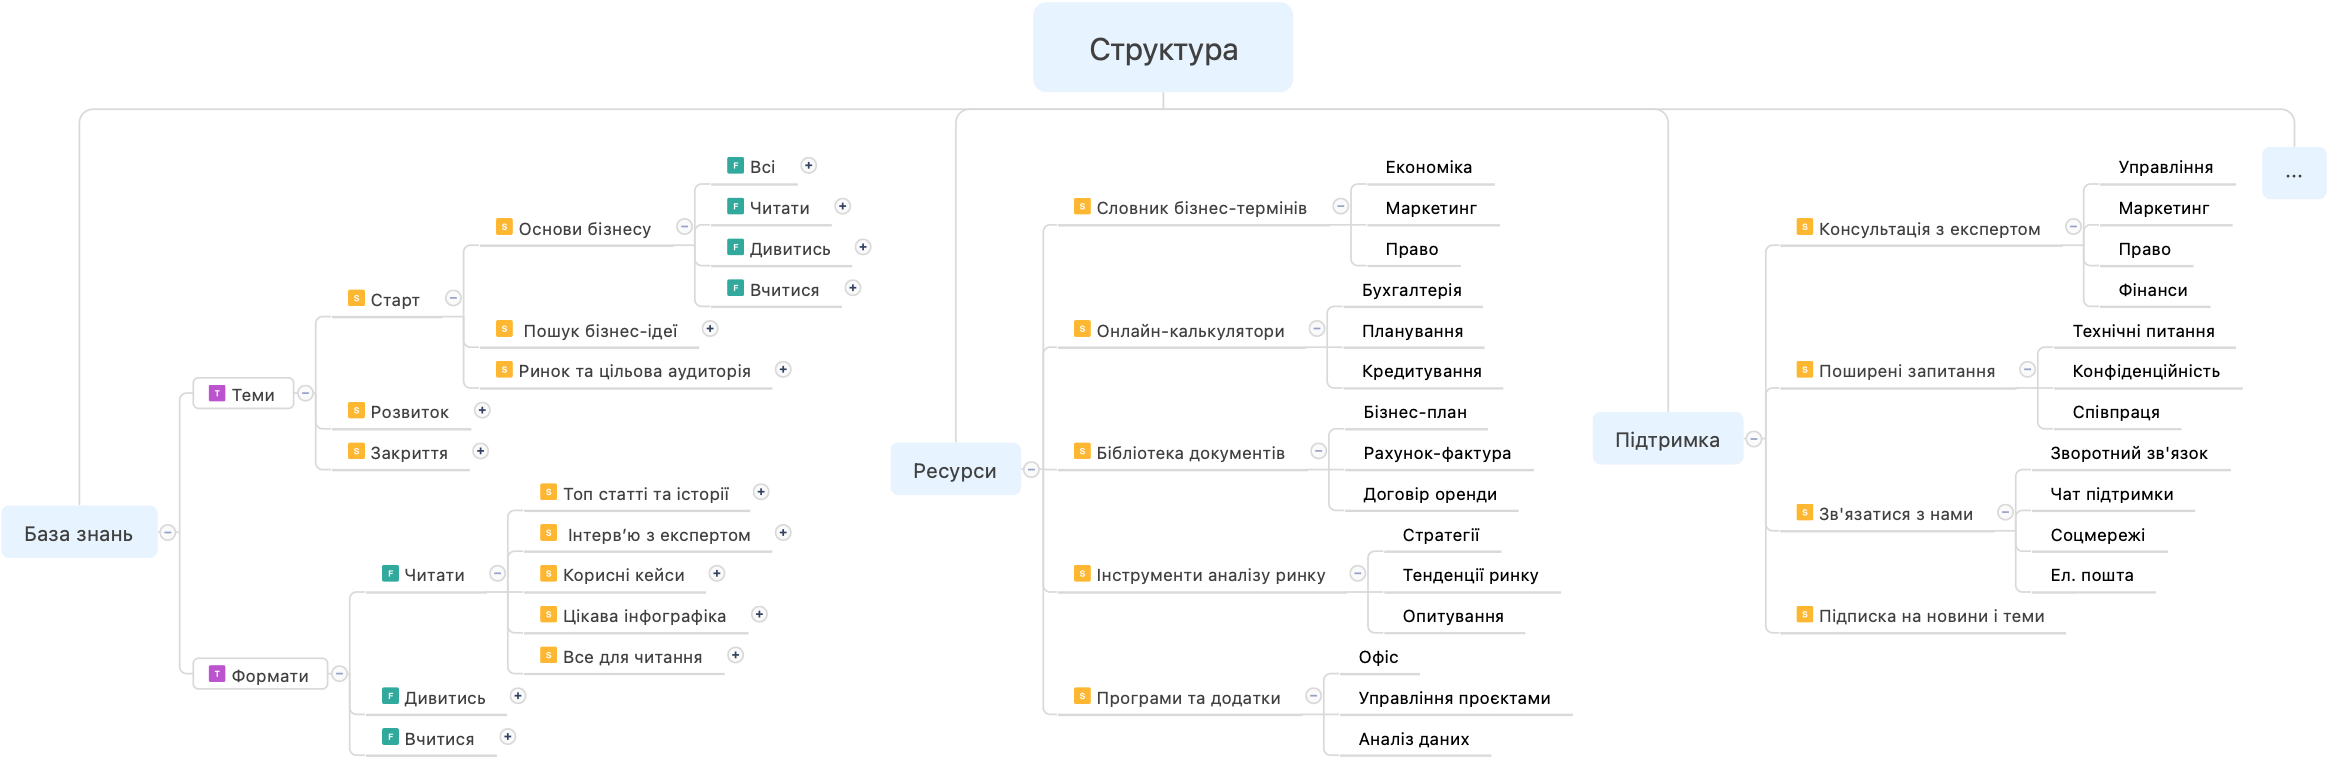 Структура
База знань
T Теми
S Старт
S Основи бізнесу
F Всі
F Читати
F Дивитись
F Вчитися
S Пошук бізнес-ідеї
S Ринок та цільова аудиторія
S Розвиток
S Закриття
T Формати
F Читати
S Топ статті та історії
S Інтерв’ю з експертом
S Корисні кейси
S Цікава інфографіка
S Все для читання
F Дивитись
F Вчитися
Ресурси
S Словник бізнес-термінів
Економіка
Маркетинг
Право
S Онлайн-калькулятори
Бухгалтерія
Планування
Кредитування
S Бібліотека документів
Бізнес-план
Рахунок-фактура
Договір оренди
S Інструменти аналізу ринку
Стратегії
Тенденції ринку
Опитування
S Програми та додатки
Офіс
Управління проєктами
Аналіз даних
Підтримка
S Консультація з експертом
Управління
Маркетинг
Право
Фінанси
S Поширені запитання
Технічні питання
Конфіденційність
Співпраця
S Зв'язатися з нами
Зворотний зв'язок
Чат підтримки
Соцмережі
Ел. пошта
S Підписка на новини і теми
...